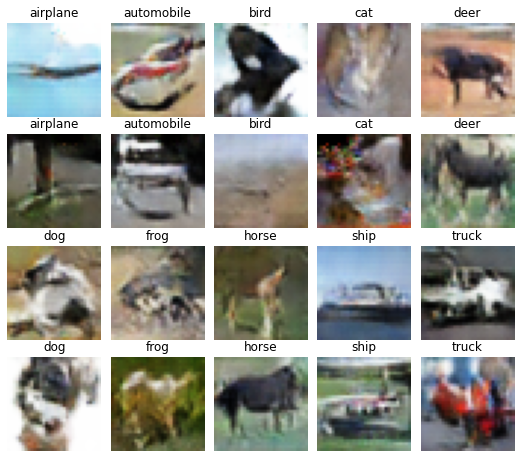 airplane automobile bird cat deer
airplane automobile bird cat deer
dog frog horse ship truck
dog frog horse ship truck